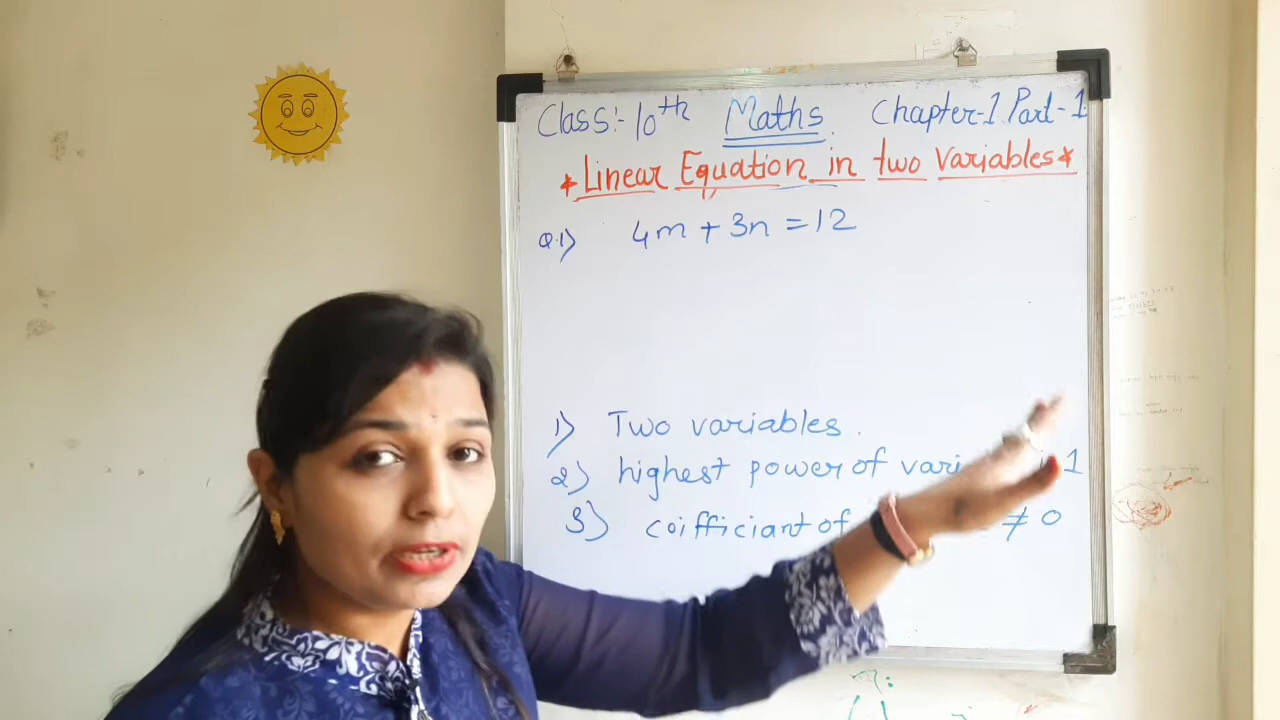 Class:- 10th Maths Chapter-1 Part-1
*Linear Equation in two Variables*
Q.1) 4m + 3n = 12
1) Two variables.
2) highest power of 1
3) coifficiant of ≠ 0